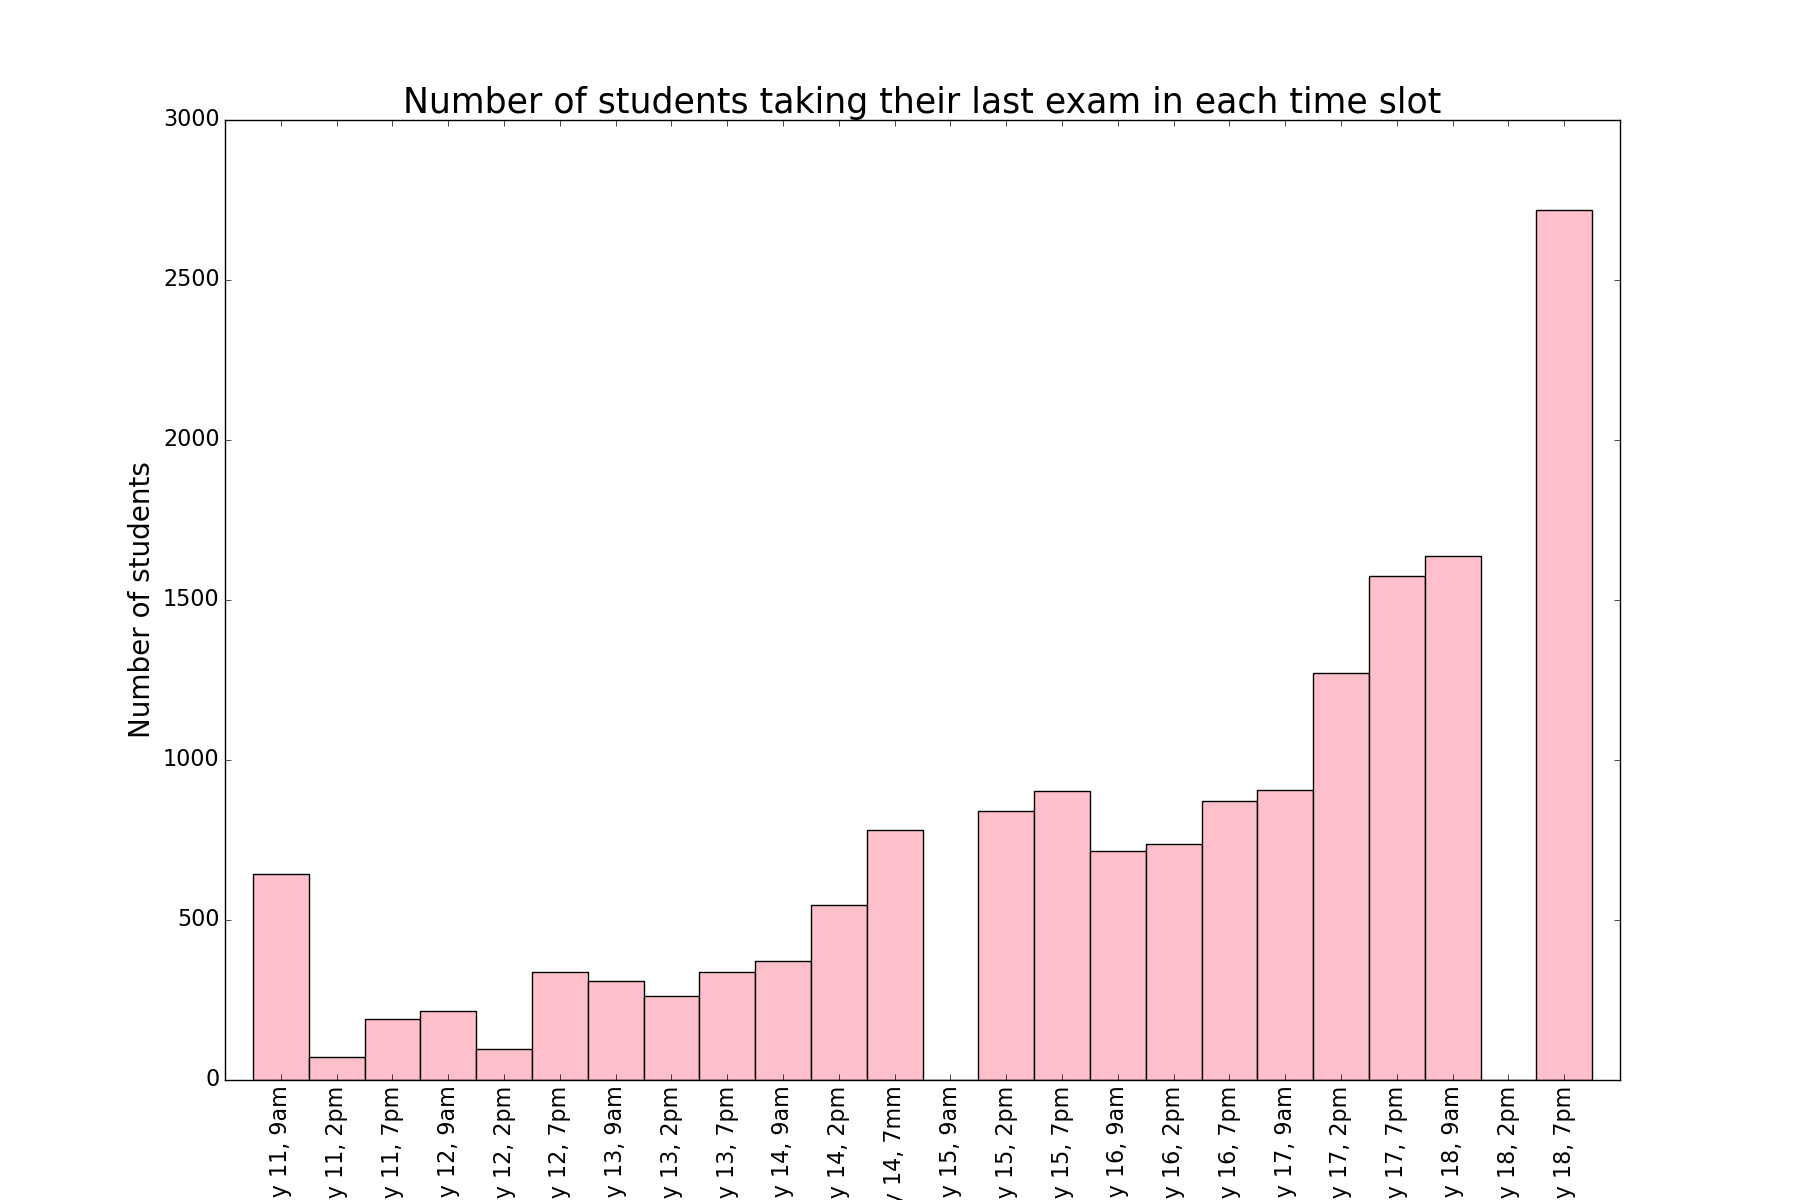 Number of students taking their last exam in each time slot
Number of students
3000
2500
2000
1500
1000
500
0
y 11, 9am
y 11, 2pm
y 11, 7pm
y 12, 9am
y 12, 2pm
y 12, 7pm
y 13, 9am
y 13, 2pm
y 13, 7pm
y 14, 9am
y 14, 2pm
y 14, 7mm
y 15, 9am
y 15, 2pm
y 15, 7pm
y 16, 9am
y 16, 2pm
y 16, 7pm
y 17, 9am
y 17, 2pm
y 17, 7pm
y 18, 9am
y 18, 2pm
y 18, 7pm